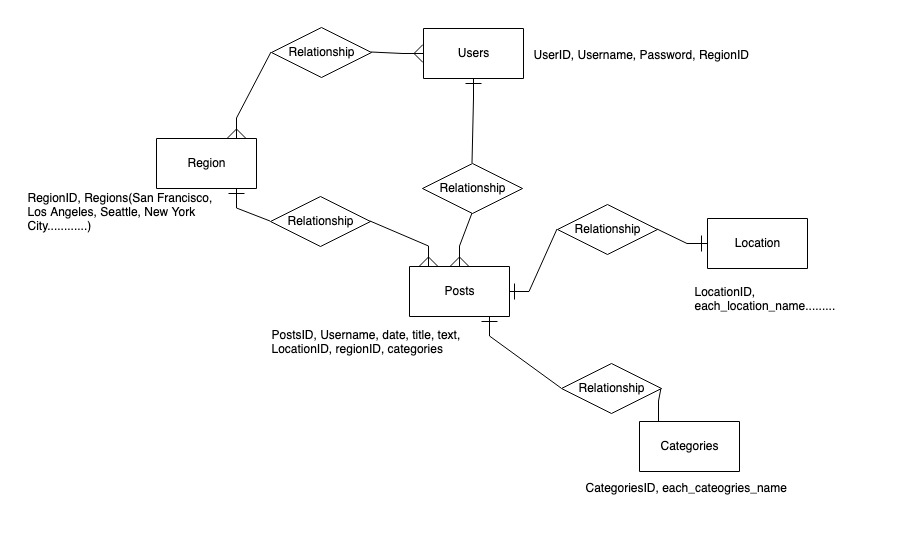 Relationship
Users
UserID, Username, Password, RegionID
Region
RegionID, Regions(San Francisco,
Los Angeles, Seattle, New York
City............)
Relationship
Relationship
Relationship
Location
LocationID,
each_location_name.........
Posts
PostsID, Username, date, title, text,
LocationID, regionID, categories
Relationship
Categories
CategoriesID, each_cateogries_name